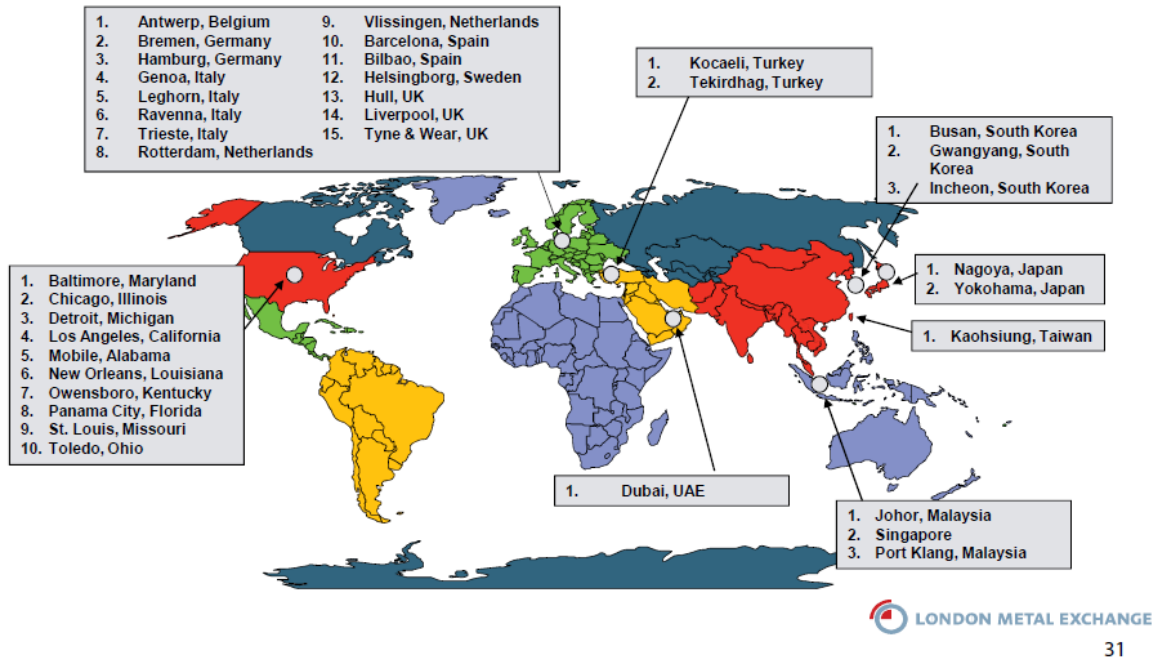 1. Antwerp, Belgium
2. Bremen, Germany
3. Hamburg, Germany
4. Genoa, Italy
5. Leghorn, Italy
6. Ravenna, Italy
7. Trieste, Italy
8. Rotterdam, Netherlands
9. Vlissingen, Netherlands
10. Barcelona, Spain
11. Bilbao, Spain
12. Helsingborg, Sweden
13. Hull, UK
14. Liverpool, UK
15. Tyne & Wear, UK
1. Kocaeli, Turkey
2. Tekirdhag, Turkey
1. Busan, South Korea
2. Gwangyang, South
Korea
3. Incheon, South Korea
1. Baltimore, Maryland
2. Chicago, Illinois
3. Detroit, Michigan
4. Los Angeles, California
5. Mobile, Alabama
6. New Orleans, Louisiana
7. Owensboro, Kentucky
8. Panama City, Florida
9. St. Louis, Missouri
10. Toledo, Ohio
1. Nagoya, Japan
2. Yokohama, Japan
1. Kaohsiung, Taiwan
1. Dubai, UAE
1. Johor, Malaysia
2. Singapore
3. Port Klang, Malaysia
LONDON METAL EXCHANGE
31